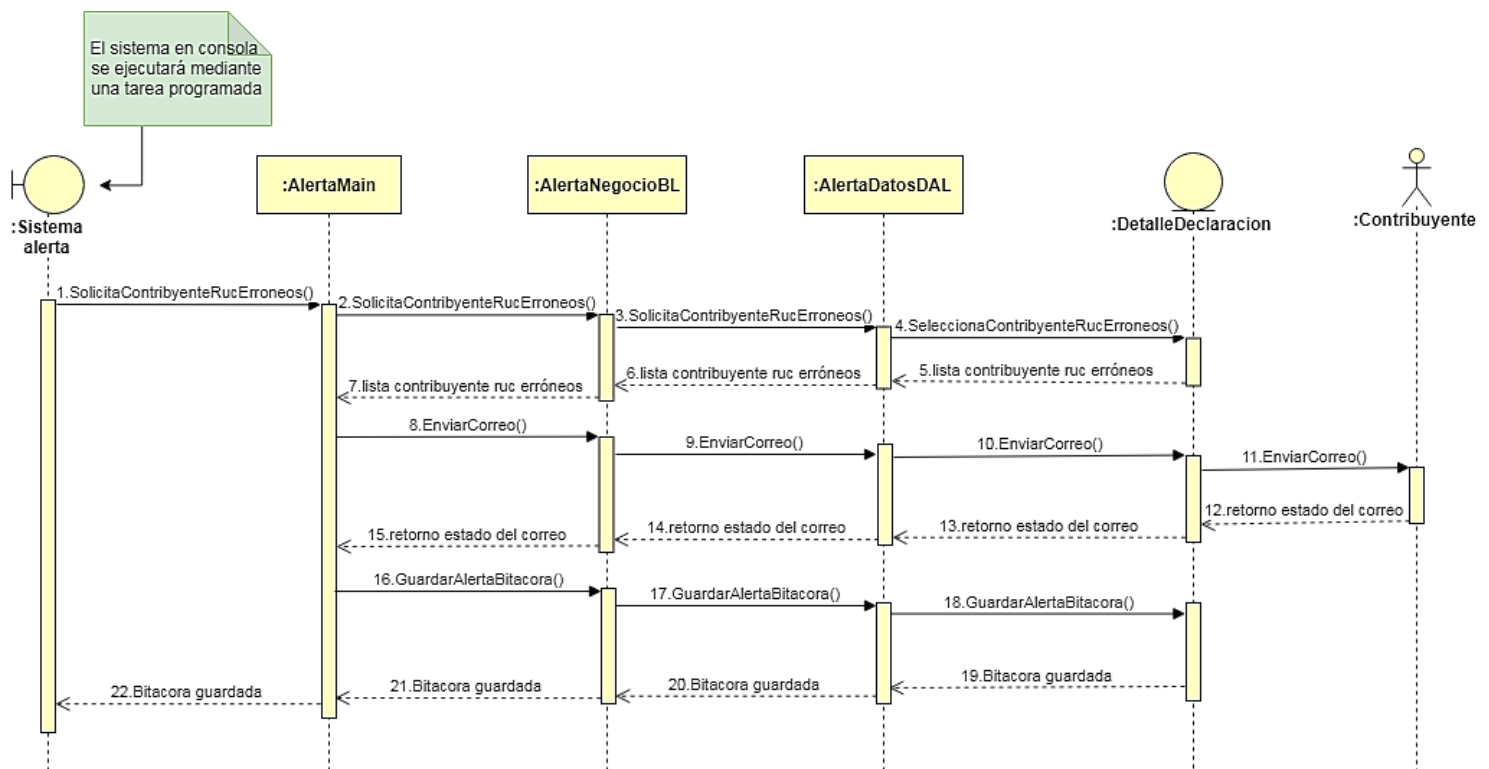 El sistema en consola
se ejecutará mediante
una tarea programada
:Sistema
alerta
:AlertaMain
:AlertaNegocioBL
:AlertaDatosDAL
:DetalleDeclaracion
:Contribuyente
1.SolicitaContribyenteRucErroneos()
2.SolicitaContribyenteRucErroneos()
3.SolicitaContribyenteRucErroneos()
4.SeleccionaContribyenteRucErroneos()
5.lista contribuyente ruc erróneos
6.lista contribuyente ruc erróneos
7.lista contribuyente ruc erróneos
8.EnviarCorreo()
9.EnviarCorreo()
10.EnviarCorreo()
11.EnviarCorreo()
12.retorno estado del correo
13.retorno estado del correo
14.retorno estado del correo
15.retorno estado del correo
16.GuardarAlertaBitacora()
17.GuardarAlertaBitacora()
18.GuardarAlertaBitacora()
19.Bitacora guardada
20.Bitacora guardada
21.Bitacora guardada
22.Bitacora guardada